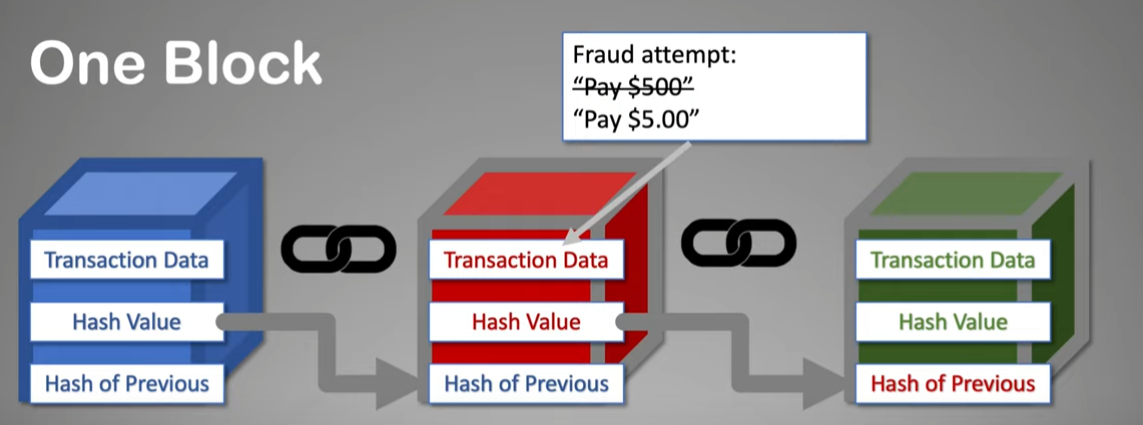 One Block
Fraud attempt:
“Pay $500”
“Pay $5.00”
Transaction Data
Hash Value
Hash of Previous
Transaction Data
Hash Value
Hash of Previous
Transaction Data
Hash Value
Hash of Previous